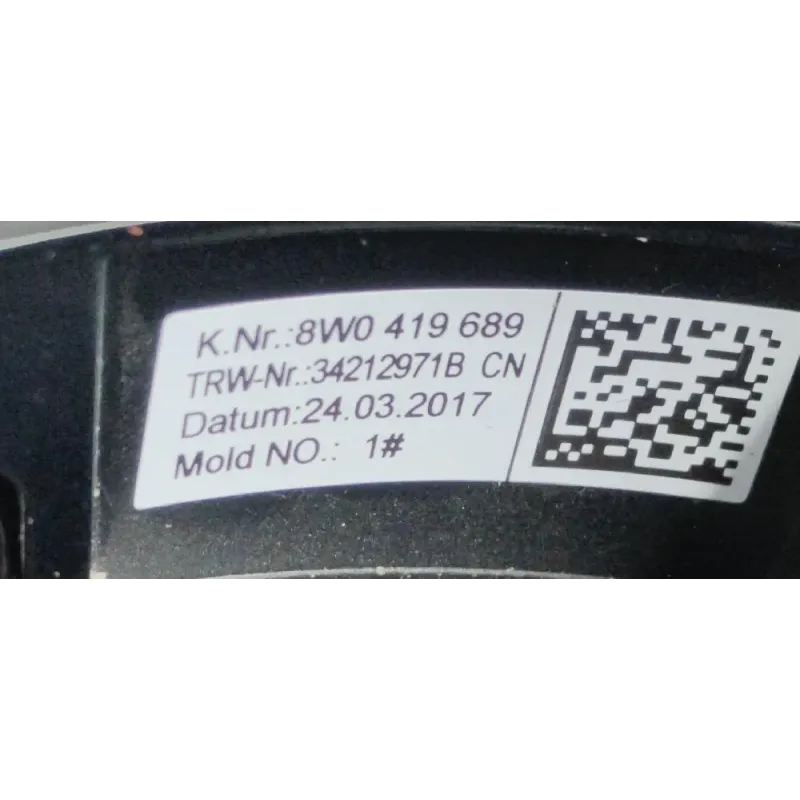 K.Nr.:8W0 419 689
TRW-Nr.:34212971B CN
Datum:24.03.2017
Mold NO.: 1#